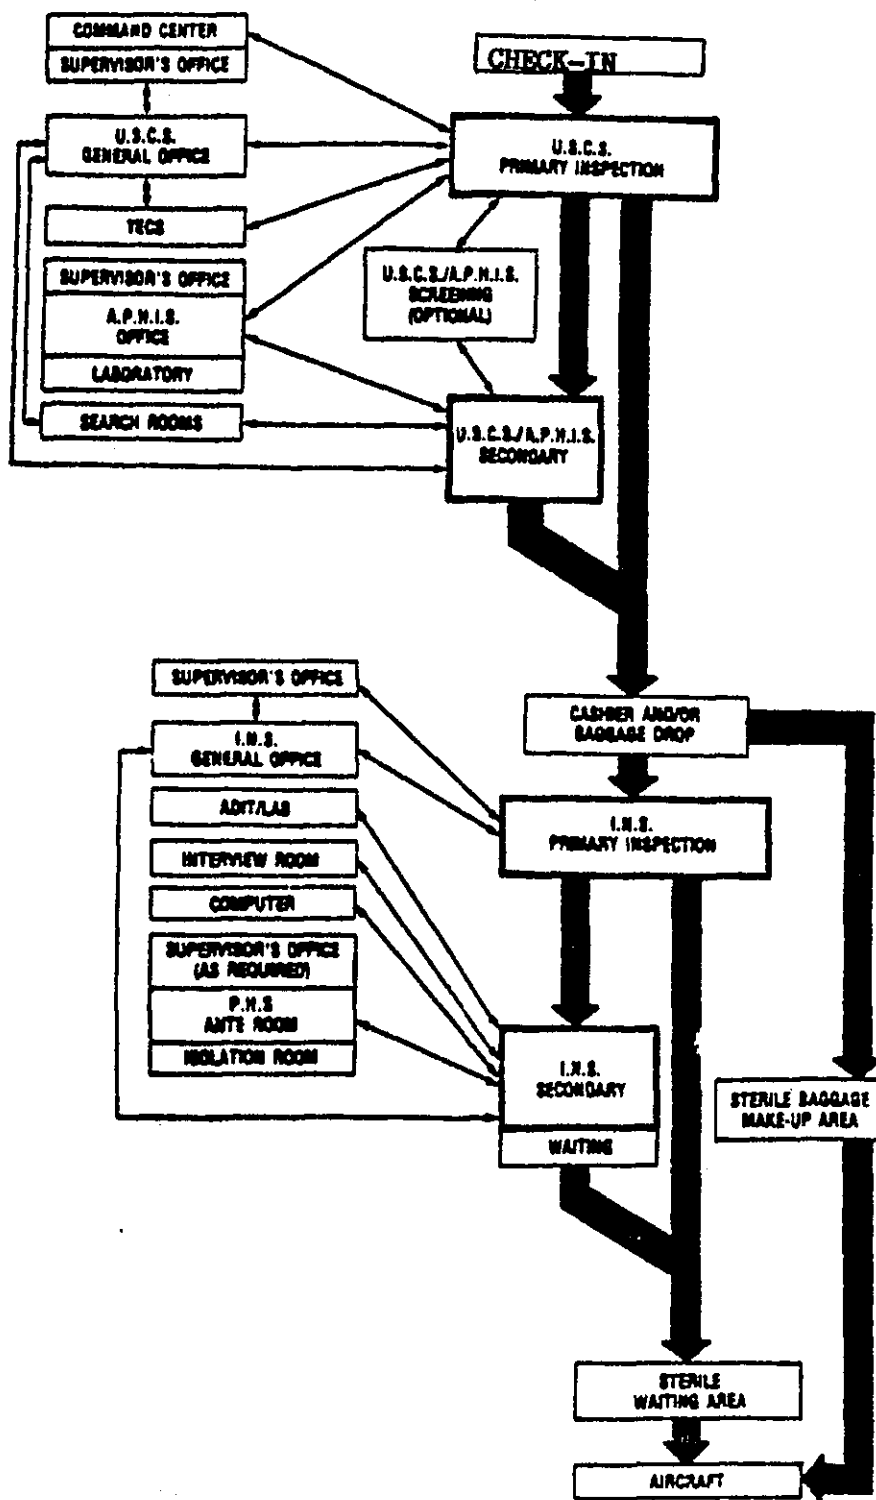 COMMAND CENTER
SUPERVISOR'S OFFICE
CHECK-IN
U.S.C.S.
GENERAL OFFICE
U.S.C.S.
PRIMARY INSPECTION
TECS
SUPERVISOR'S OFFICE
A.P.H.I.S.
OFFICE
LABORATORY
U.S.C.S./A.P.H.I.S.
SCREENING
(OPTIONAL)
SEARCH ROOMS
U.S.C.S./A.P.H.I.S.
SECONDARY
SUPERVISOR'S OFFICE
CASHIER AND/OR
BAGGAGE DROP
I.N.S.
GENERAL OFFICE
ADIT/LAB
I.N.S.
PRIMARY INSPECTION
INTERVIEW ROOM
COMPUTER
SUPERVISOR'S OFFICE
(AS REQUIRED)
P.H.S
ANTE ROOM
ISOLATION ROOM
I.N.S.
SECONDARY
WAITING
STERILE BAGGAGE
MAKE-UP AREA
STERILE
WAITING AREA
AIRCRAFT